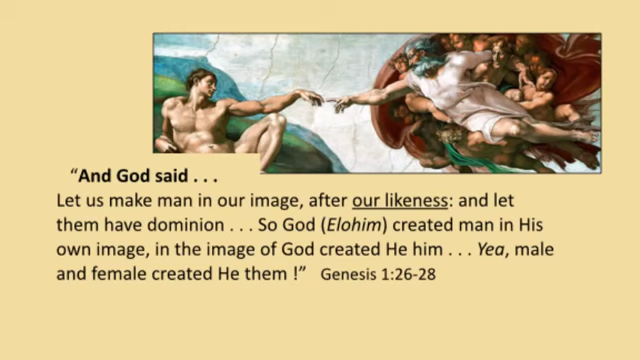 “And God said . . .
Let us make man in our image, after our likeness: and let
them have dominion . . . So God (Elohim) created man in His
own image, in the image of God created He him . . . Yea, male
and female created He them !” Genesis 1:26-28